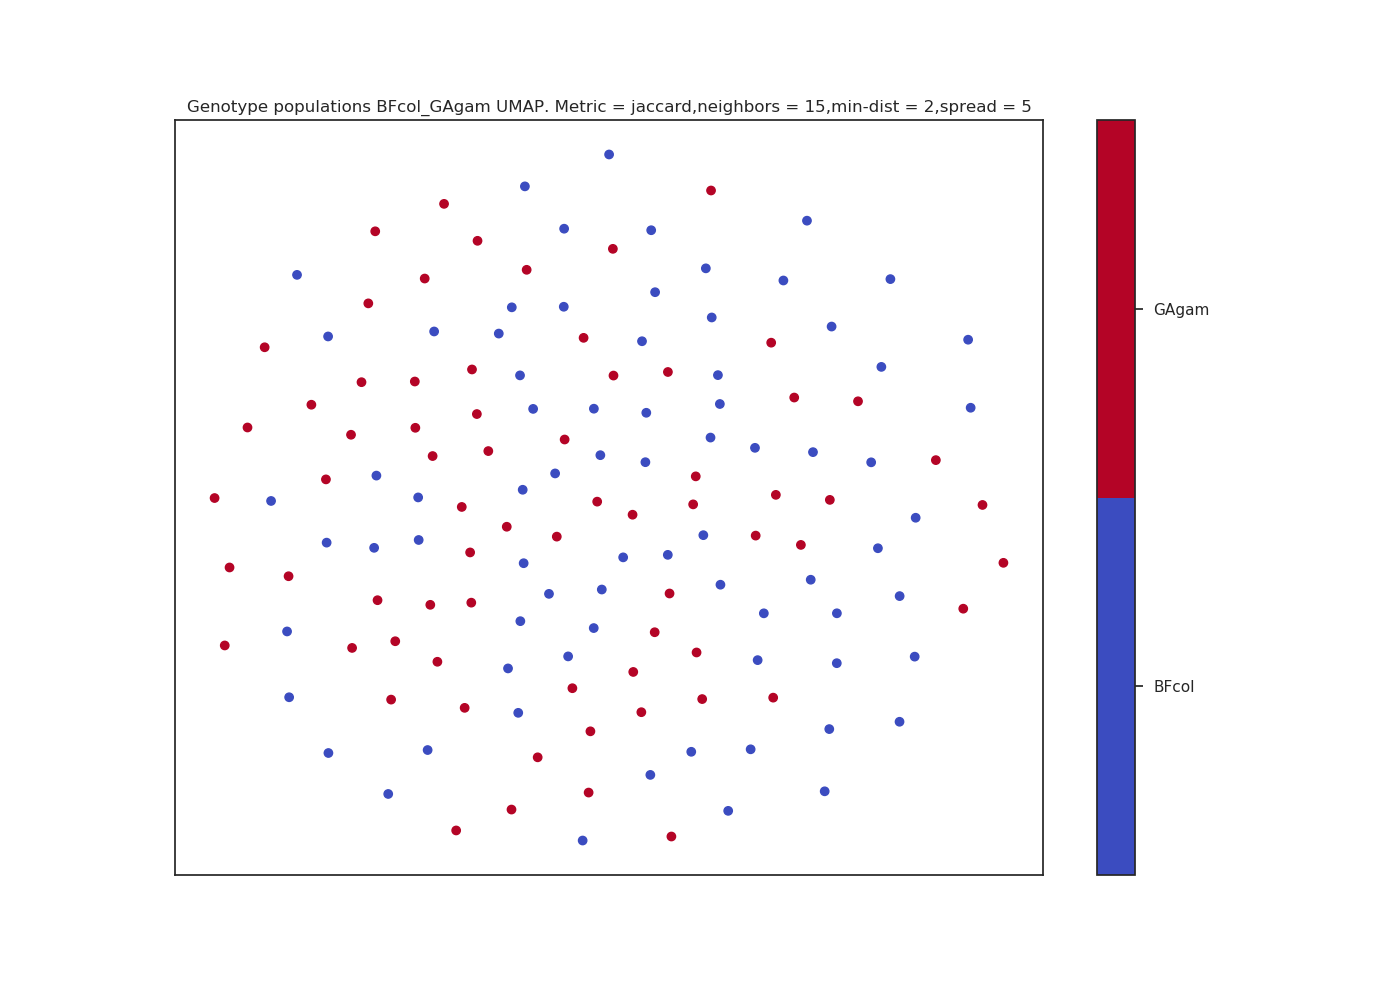 Genotype populations BFcol_GAgam UMAP. Metric = jaccard,neighbors = 15,min-dist = 2,spread = 5
GAgam
BFcol